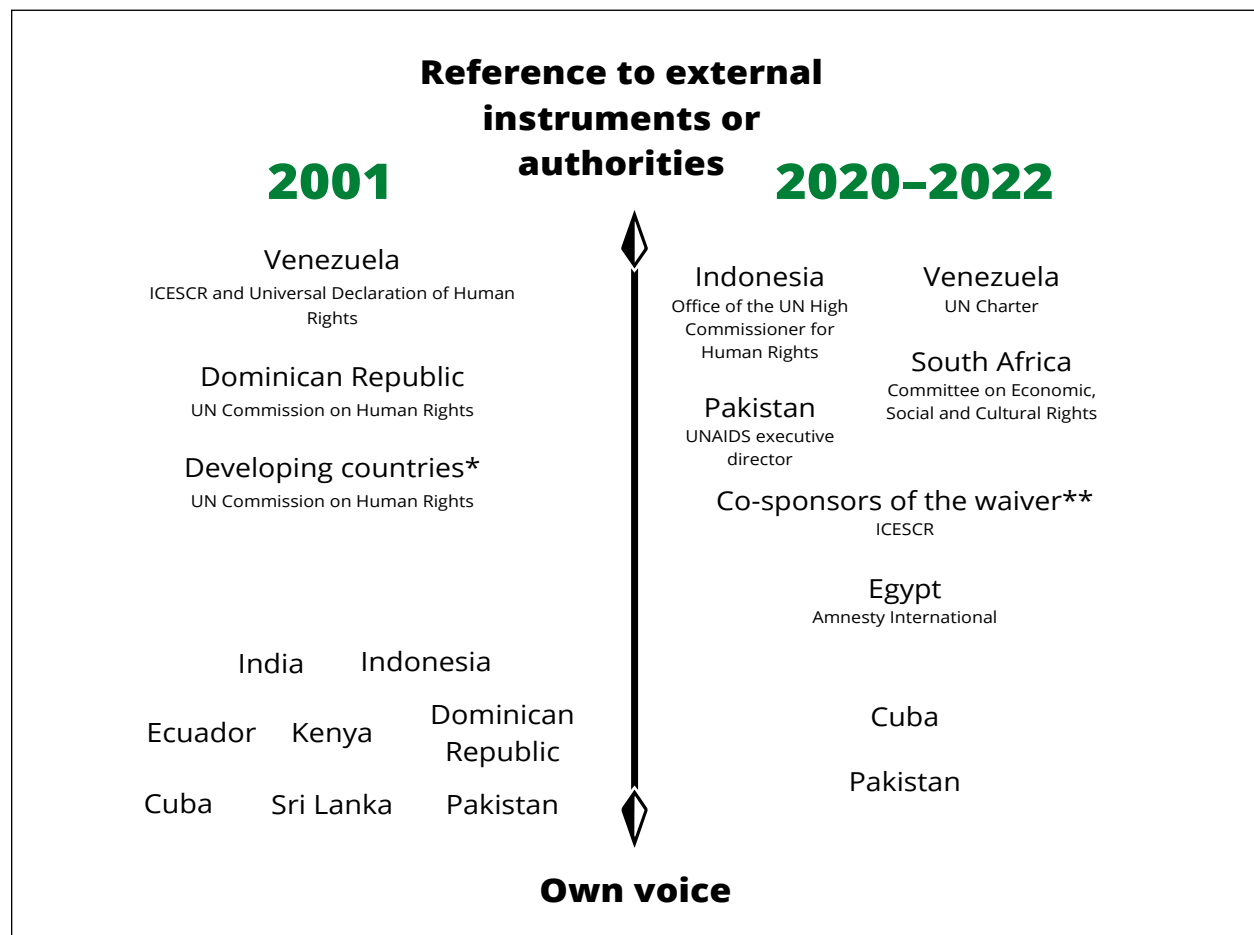 Reference to external
instruments or
authorities
2001
Venezuela
ICESCR and Universal Declaration of Human
Rights
Dominican Republic
UN Commission on Human Rights
Developing countries*
UN Commission on Human Rights
India
Indonesia
Ecuador
Kenya
Dominican
Republic
Cuba
Sri Lanka
Pakistan
2020–2022
Indonesia
Office of the UN High
Commissioner for
Human Rights
Venezuela
UN Charter
South Africa
Committee on Economic,
Social and Cultural Rights
Pakistan
UNAIDS executive
director
Co-sponsors of the waiver**
ICESCR
Egypt
Amnesty International
Cuba
Pakistan
Own voice